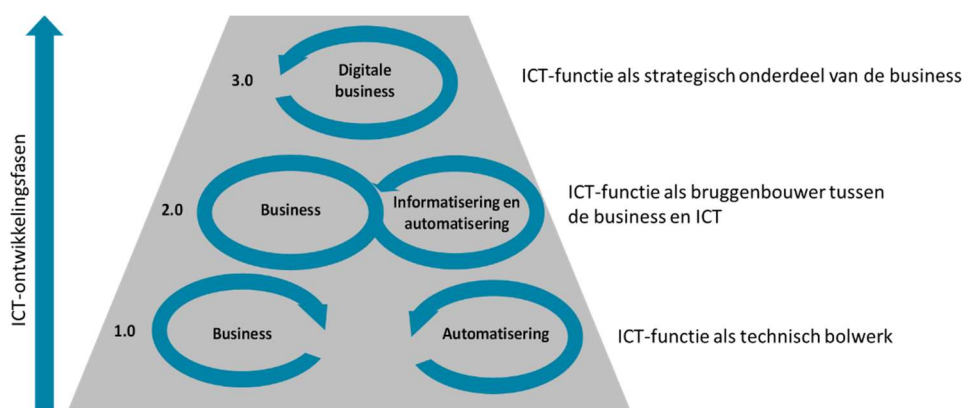 ICT-ontwikkelingsfasen
3.0
Digitale
business
ICT-functie als strategisch onderdeel van de business
2.0
Business
Informatisering en
automatisering
ICT-functie als bruggenbouwer tussen
de business en ICT
1.0
Business
Automatisering
ICT-functie als technisch bolwerk